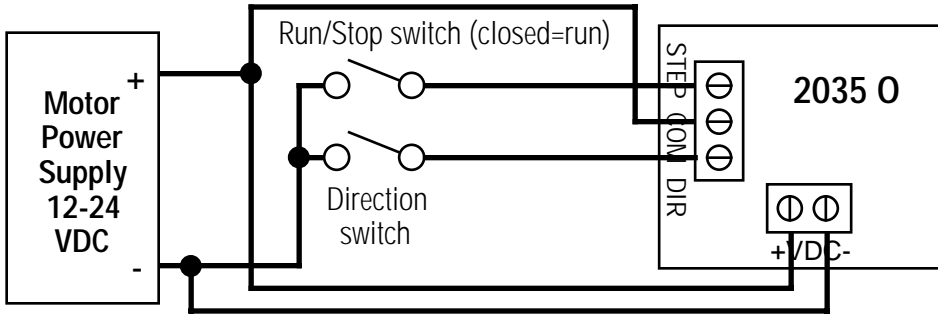 Run/Stop switch (closed=run)
+
Motor
Power
Supply
12-24
VDC
-
Direction
switch
STEP COM DIR
2035 O
+VDC-